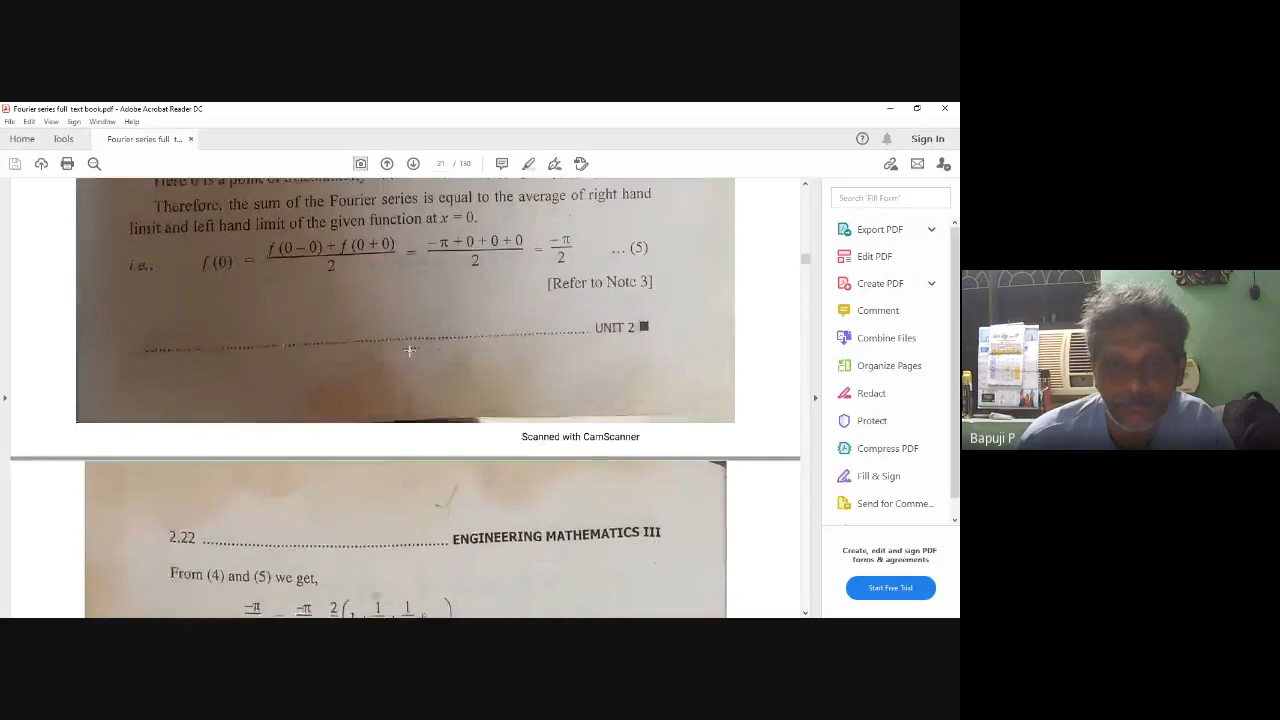 Fourier series full text book.pdf - Adobe Acrobat Reader DC
File Edit View Sign Window Help
Home Tools Fourier series full t... × Sign In
21 / 130
Search 'Fill Form'
Here 0 is a point of
Therefore, the sum of the Fourier series is equal to the average of right hand
limit and left hand limit of the given function at x = 0.
i.e., f (0) = f (0 – 0) + f (0 + 0) / 2 = –π + 0 + 0 + 0 / 2 = –π / 2 ... (5)
[Refer to Note 3]
UNIT 2 ■
Scanned with CamScanner
2.22 ENGINEERING MATHEMATICS III
From (4) and (5) we get,
Export PDF
Edit PDF
Create PDF
Comment
Combine Files
Organize Pages
Redact
Protect
Compress PDF
Fill & Sign
Send for Comme...
Create, edit and sign PDF
forms & agreements
Start Free Trial
Bapuji P